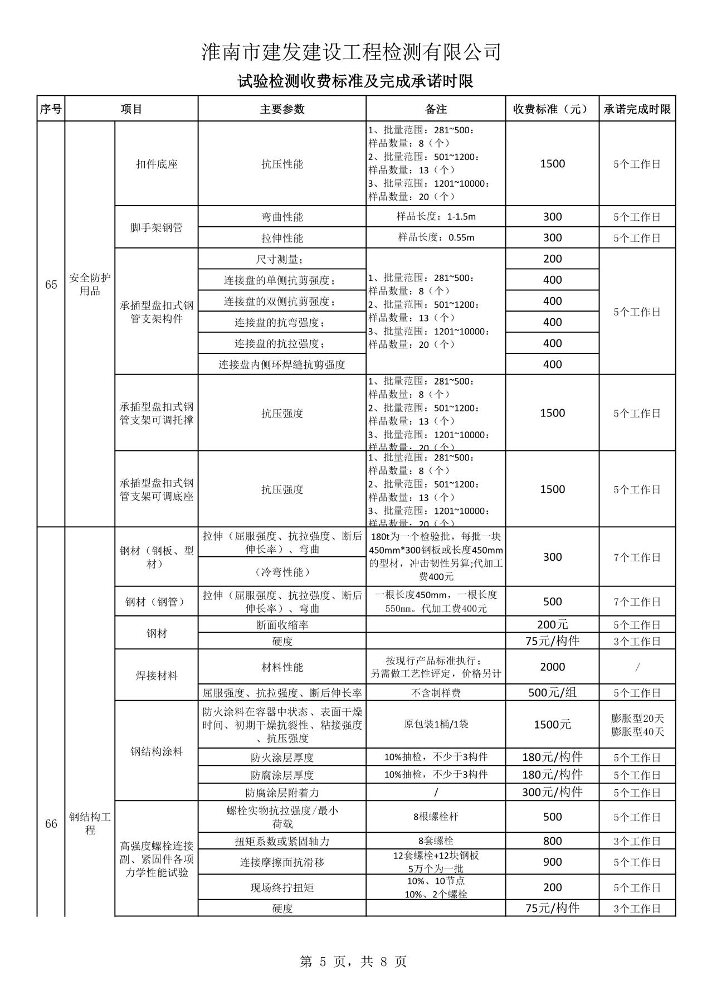 淮南市建发建设工程检测有限公司
试验检测收费标准及完成承诺时限
序号 项目 主要参数 备注 收费标准（元） 承诺完成时限
65
安全防护
用品
扣件底座
抗压性能
1、批量范围：281~500：
样品数量：8（个）
2、批量范围：501~1200：
样品数量：13（个）
3、批量范围：1201~10000：
样品数量：20（个）
1500
5个工作日
脚手架钢管
弯曲性能 样品长度：1-1.5m 300 5个工作日
拉伸性能 样品长度：0.55m 300 5个工作日
承插型盘扣式钢
管支架构件
尺寸测量； 200
连接盘的单侧抗剪强度； 400
连接盘的双侧抗剪强度； 400
连接盘的抗弯强度； 400
连接盘的抗拉强度； 400
连接盘内侧环焊缝抗剪强度 400
1、批量范围：281~500：
样品数量：8（个）
2、批量范围：501~1200：
样品数量：13（个）
3、批量范围：1201~10000：
样品数量：20（个）
5个工作日
承插型盘扣式钢
管支架可调托撑
抗压强度
1、批量范围：281~500：
样品数量：8（个）
2、批量范围：501~1200：
样品数量：13（个）
3、批量范围：1201~10000：
样品数量：20（个）
1500
5个工作日
承插型盘扣式钢
管支架可调底座
抗压强度
1、批量范围：281~500：
样品数量：8（个）
2、批量范围：501~1200：
样品数量：13（个）
3、批量范围：1201~10000：
样品数量：20（个）
1500
5个工作日
66
钢结构工
程
钢材（钢板、型
材）
拉伸（屈服强度、抗拉强度、断后
伸长率）、弯曲
（冷弯性能）
180t为一个检验批，每批一块
450mm*300钢板或长度450mm
的型材，冲击韧性另算;代加工
费400元
300
7个工作日
钢材（钢管）
拉伸（屈服强度、抗拉强度、断后
伸长率）、弯曲
一根长度450mm，一根长度
550mm。代加工费400元
500
7个工作日
钢材
断面收缩率 200元 5个工作日
硬度 75元/构件 3个工作日
焊接材料
材料性能
按现行产品标准执行；
另需做工艺性评定，价格另计
2000
/
屈服强度、抗拉强度、断后伸长率 不含制样费 500元/组 5个工作日
钢结构涂料
防火涂料在容器中状态、表面干燥
时间、初期干燥抗裂性、粘接强度
、抗压强度
原包装1桶/1袋
1500元
膨胀型20天
膨胀型40天
防火涂层厚度 10%抽检，不少于3构件 180元/构件 5个工作日
防腐涂层厚度 10%抽检，不少于3构件 180元/构件 5个工作日
防腐涂层附着力 / 300元/构件 5个工作日
高强度螺栓连接
副、紧固件各项
力学性能试验
螺栓实物抗拉强度/最小
荷载
8根螺栓杆
500
5个工作日
扭矩系数或紧固轴力 8套螺栓 800 3个工作日
连接摩擦面抗滑移
12套螺栓+12块钢板
5万个为一批
900
5个工作日
现场终拧扭矩
10%、10节点
10%、2个螺栓
200
5个工作日
硬度 75元/构件 3个工作日
第 5 页，共 8 页